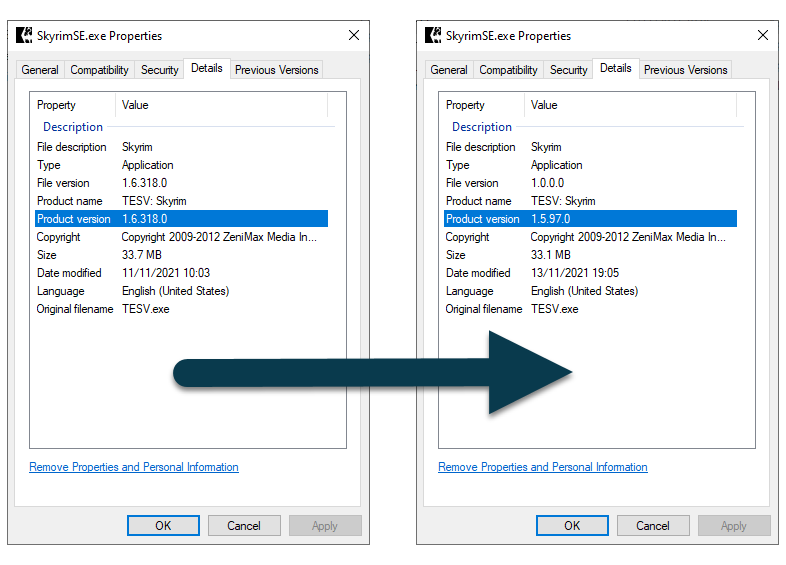 SkyrimSE.exe Properties
General Compatibility Security Details Previous Versions
Property Value
Description
File description Skyrim
Type Application
File version 1.6.318.0
Product name TESV: Skyrim
Product version 1.6.318.0
Copyright Copyright 2009-2012 ZeniMax Media In...
Size 33.7 MB
Date modified 11/11/2021 10:03
Language English (United States)
Original filename TESV.exe
Remove Properties and Personal Information
OK Cancel Apply
SkyrimSE.exe Properties
General Compatibility Security Details Previous Versions
Property Value
Description
File description Skyrim
Type Application
File version 1.0.0.0
Product name TESV: Skyrim
Product version 1.5.97.0
Copyright Copyright 2009-2012 ZeniMax Media In...
Size 33.1 MB
Date modified 13/11/2021 19:05
Language English (United States)
Original filename TESV.exe
Remove Properties and Personal Information
OK Cancel Apply